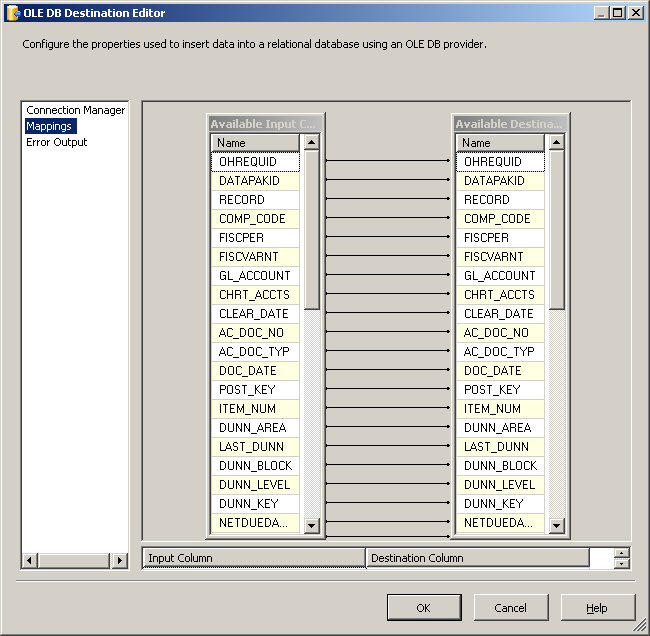 OLE DB Destination Editor
Configure the properties used to insert data into a relational database using an OLE DB provider.
Connection Manager
Mappings
Error Output
Available Input C...
Name
OHREQUID
DATAPAKID
RECORD
COMP_CODE
FISCPER
FISCVARNT
GL_ACCOUNT
CHRT_ACCTS
CLEAR_DATE
AC_DOC_NO
AC_DOC_TYP
DOC_DATE
POST_KEY
ITEM_NUM
DUNN_AREA
LAST_DUNN
DUNN_BLOCK
DUNN_LEVEL
DUNN_KEY
NETDUEDA...
Available Destina...
Name
OHREQUID
DATAPAKID
RECORD
COMP_CODE
FISCPER
FISCVARNT
GL_ACCOUNT
CHRT_ACCTS
CLEAR_DATE
AC_DOC_NO
AC_DOC_TYP
DOC_DATE
POST_KEY
ITEM_NUM
DUNN_AREA
LAST_DUNN
DUNN_BLOCK
DUNN_LEVEL
DUNN_KEY
NETDUEDA...
Input Column
Destination Column
OK
Cancel
Help